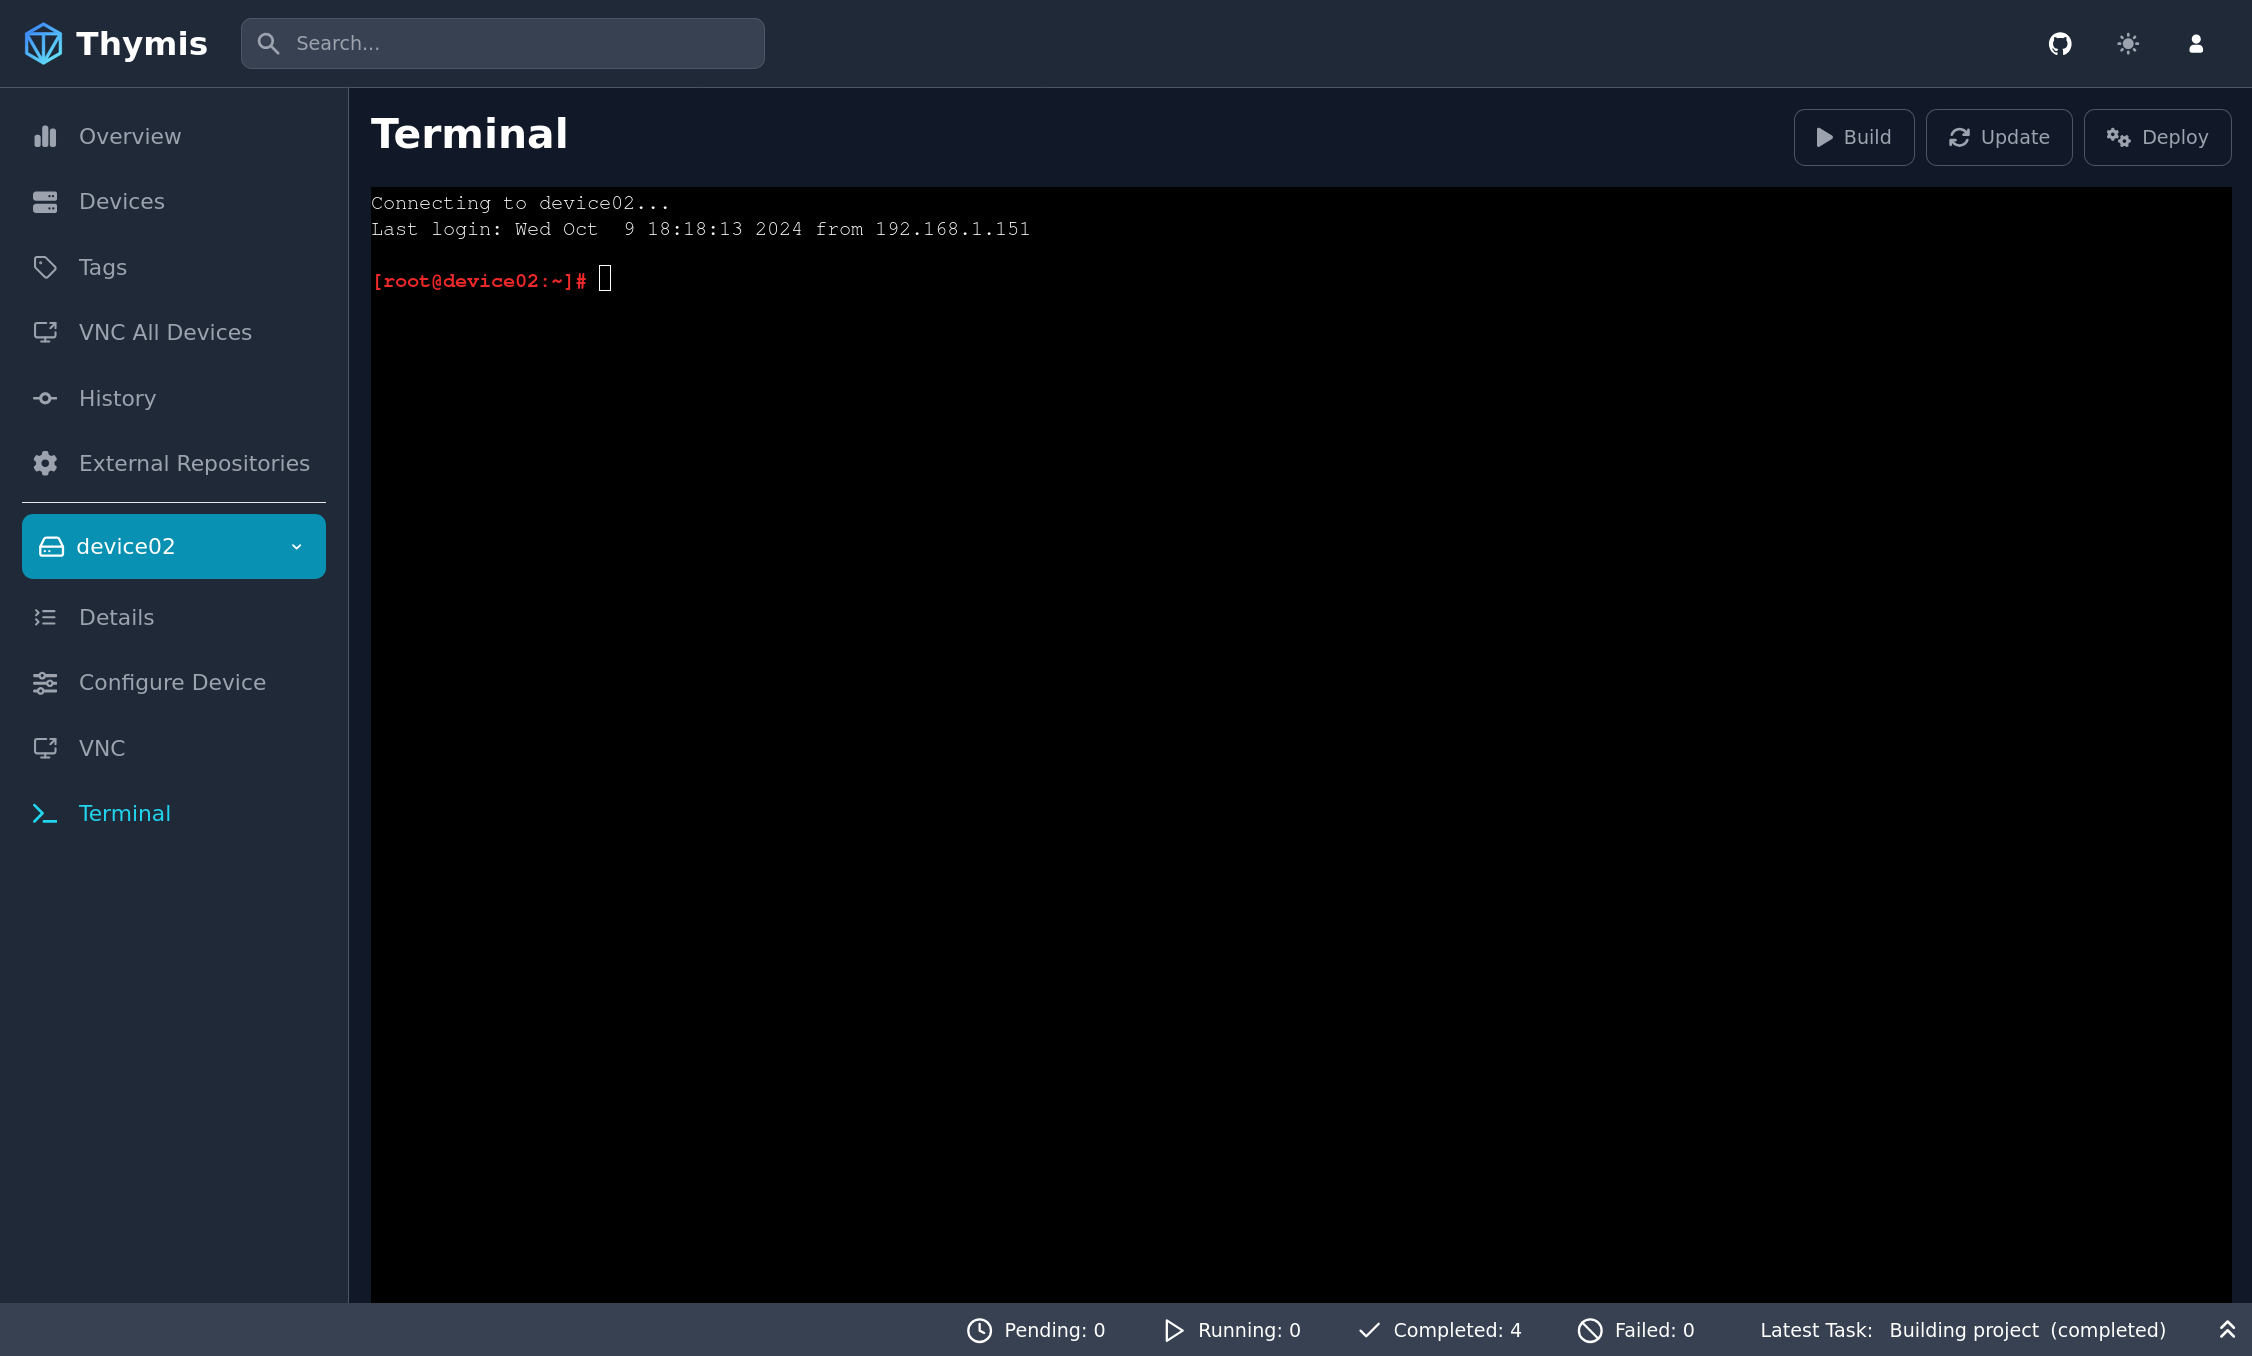 Thymis
Search...
Overview
Devices
Tags
VNC All Devices
History
External Repositories
device02
Details
Configure Device
VNC
Terminal
Terminal
Build
Update
Deploy
Connecting to device02...
Last login: Wed Oct  9 18:18:13 2024 from 192.168.1.151
[root@device02:~]#
Pending: 0
Running: 0
Completed: 4
Failed: 0
Latest Task: Building project (completed)